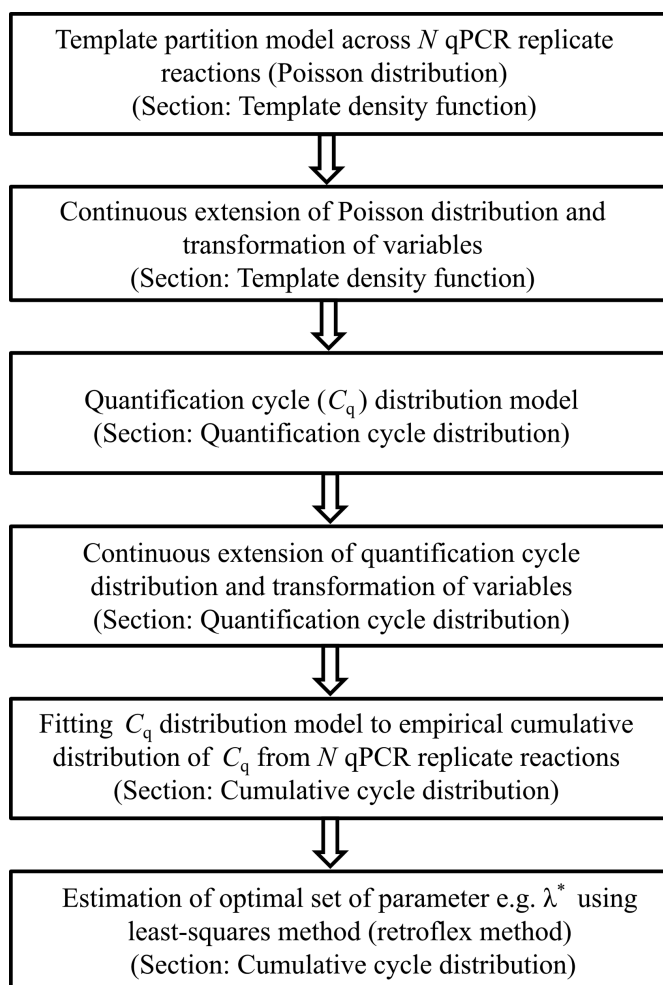 Template partition model across N qPCR replicate
reactions (Poisson distribution)
(Section: Template density function)
Continuous extension of Poisson distribution and
transformation of variables
(Section: Template density function)
Quantification cycle (Cq) distribution model
(Section: Quantification cycle distribution)
Continuous extension of quantification cycle
distribution and transformation of variables
(Section: Quantification cycle distribution)
Fitting Cq distribution model to empirical cumulative
distribution of Cq from N qPCR replicate reactions
(Section: Cumulative cycle distribution)
Estimation of optimal set of parameter e.g. λ* using
least-squares method (retroflex method)
(Section: Cumulative cycle distribution)